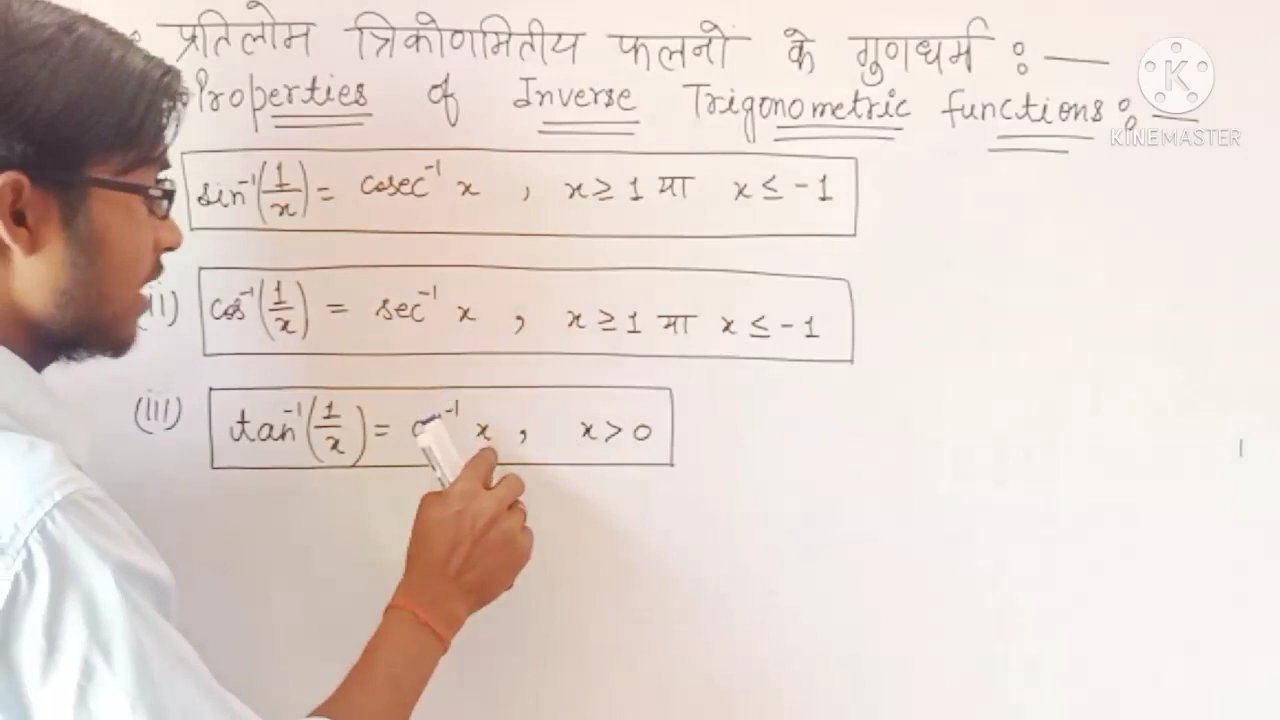 प्रतिलोम त्रिकोणमितीय फलनों के गुणधर्म :—
Properties of Inverse Trigonometric functions :—
sin⁻¹(1/x) = cosec⁻¹ x , x ≥ 1 या x ≤ -1
(ii) cos⁻¹(1/x) = sec⁻¹ x , x ≥ 1 या x ≤ -1
(iii) tan⁻¹(1/x) = ⁻¹ x , x > 0
K
KINEMASTER